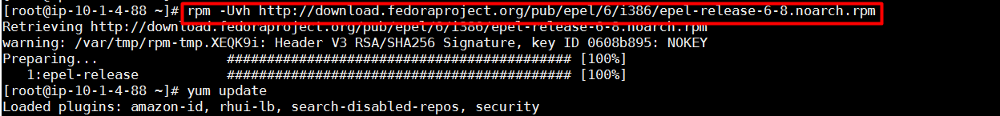 [root@ip-10-1-4-88 ~]# rpm -Uvh http://download.fedoraproject.org/pub/epel/6/i386/epel-release-6-8.noarch.rpm
Retrieving http://download.fedoraproject.org/pub/epel/6/i386/epel-release-6-8.noarch.rpm
warning: /var/tmp/rpm-tmp.XEQK9i: Header V3 RSA/SHA256 Signature, key ID 0608b895: NOKEY
Preparing... ########################################### [100%]
1:epel-release ########################################### [100%]
[root@ip-10-1-4-88 ~]# yum update
Loaded plugins: amazon-id, rhui-lb, search-disabled-repos, security